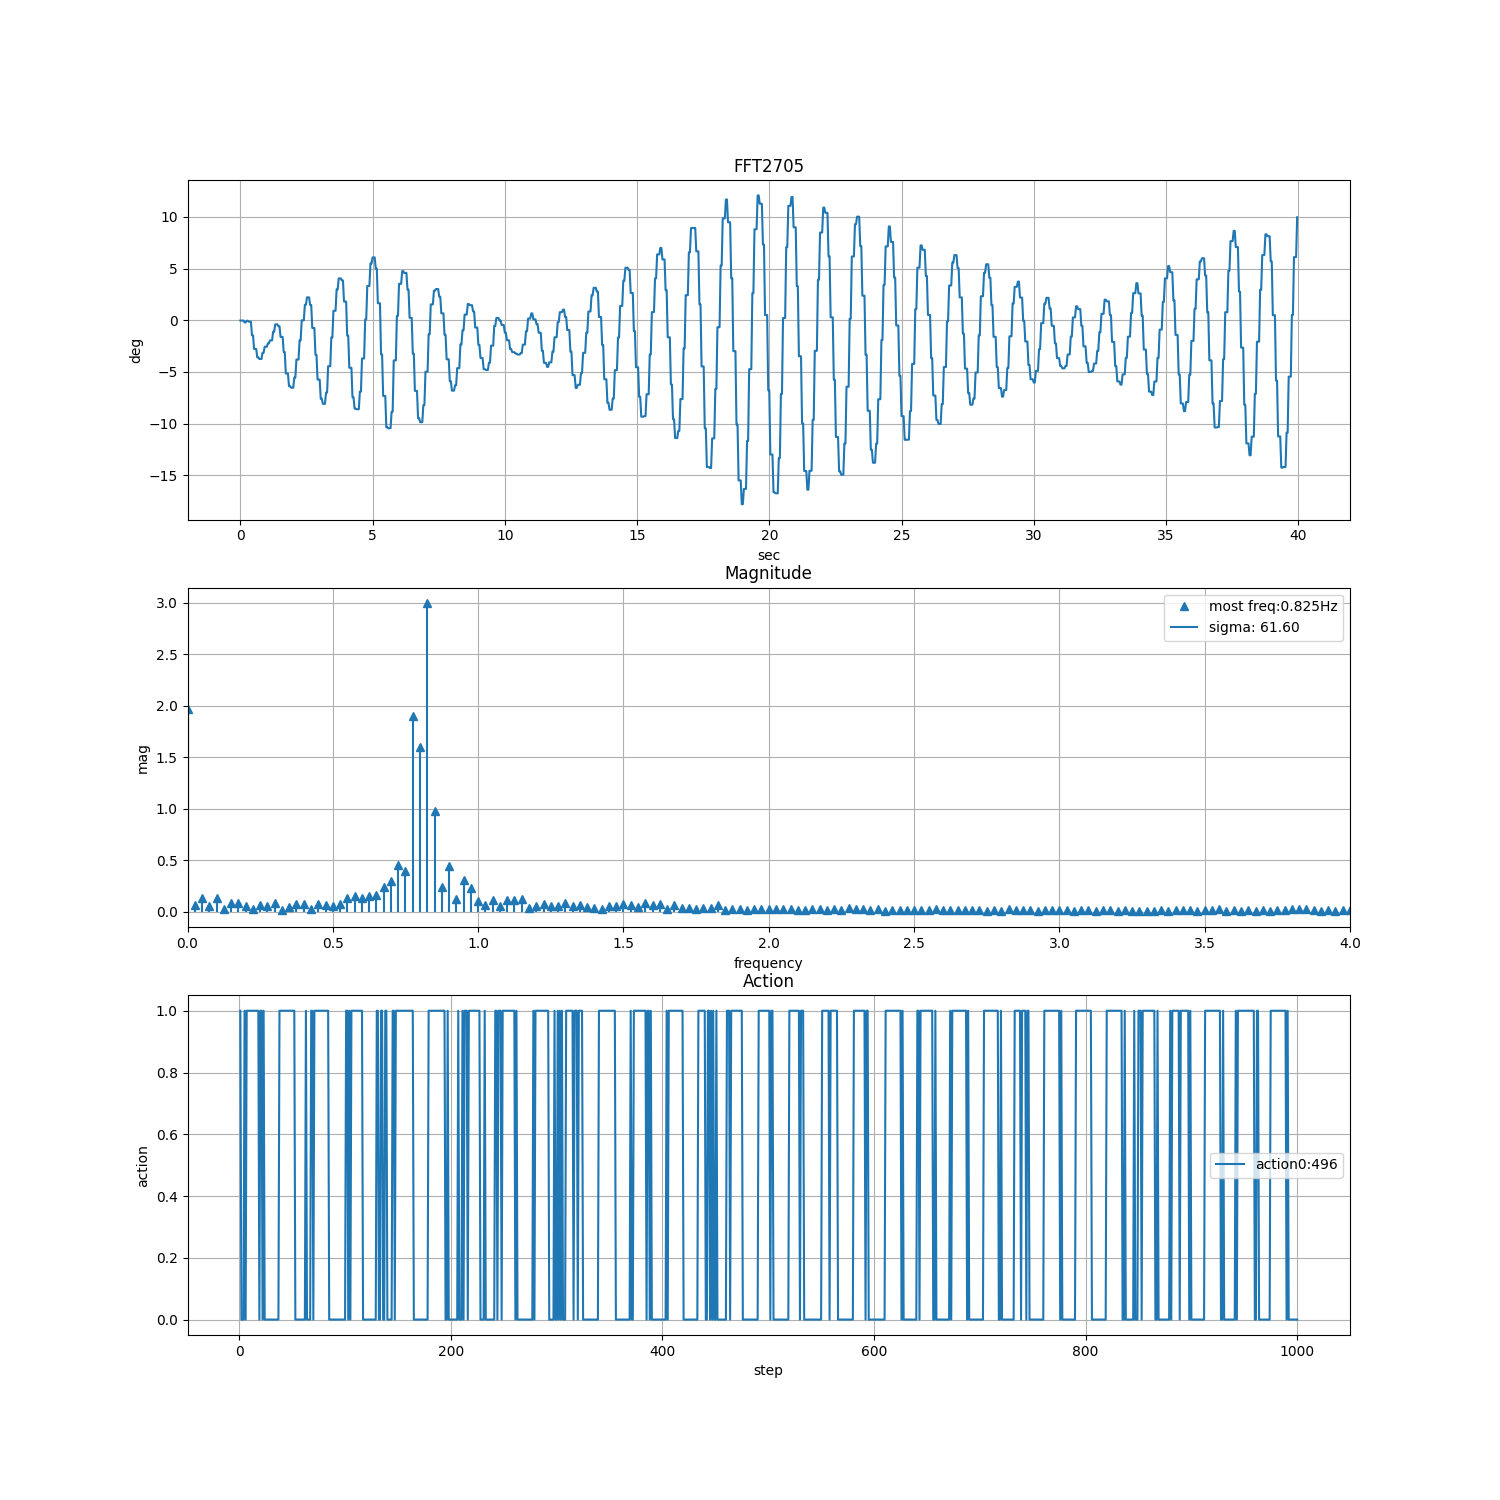 FFT2705
10
5
0
−5
−10
−15
deg
0 5 10 15 20 25 30 35 40
sec
Magnitude
3.0
2.5
2.0
1.5
1.0
0.5
0.0
mag
most freq:0.825Hz
sigma: 61.60
0.0 0.5 1.0 1.5 2.0 2.5 3.0 3.5 4.0
frequency
Action
1.0
0.8
0.6
0.4
0.2
0.0
action
action0:496
0 200 400 600 800 1000
step